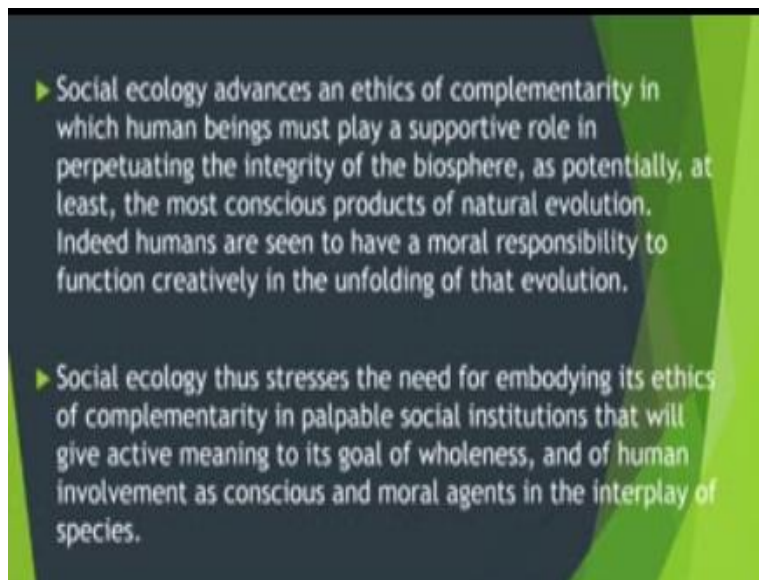 Social ecology advances an ethics of complementarity in
which human beings must play a supportive role in
perpetuating the integrity of the biosphere, as potentially, at
least, the most conscious products of natural evolution.
Indeed humans are seen to have a moral responsibility to
function creatively in the unfolding of that evolution.
Social ecology thus stresses the need for embodying its ethics
of complementarity in palpable social institutions that will
give active meaning to its goal of wholeness, and of human
involvement as conscious and moral agents in the interplay of
species.